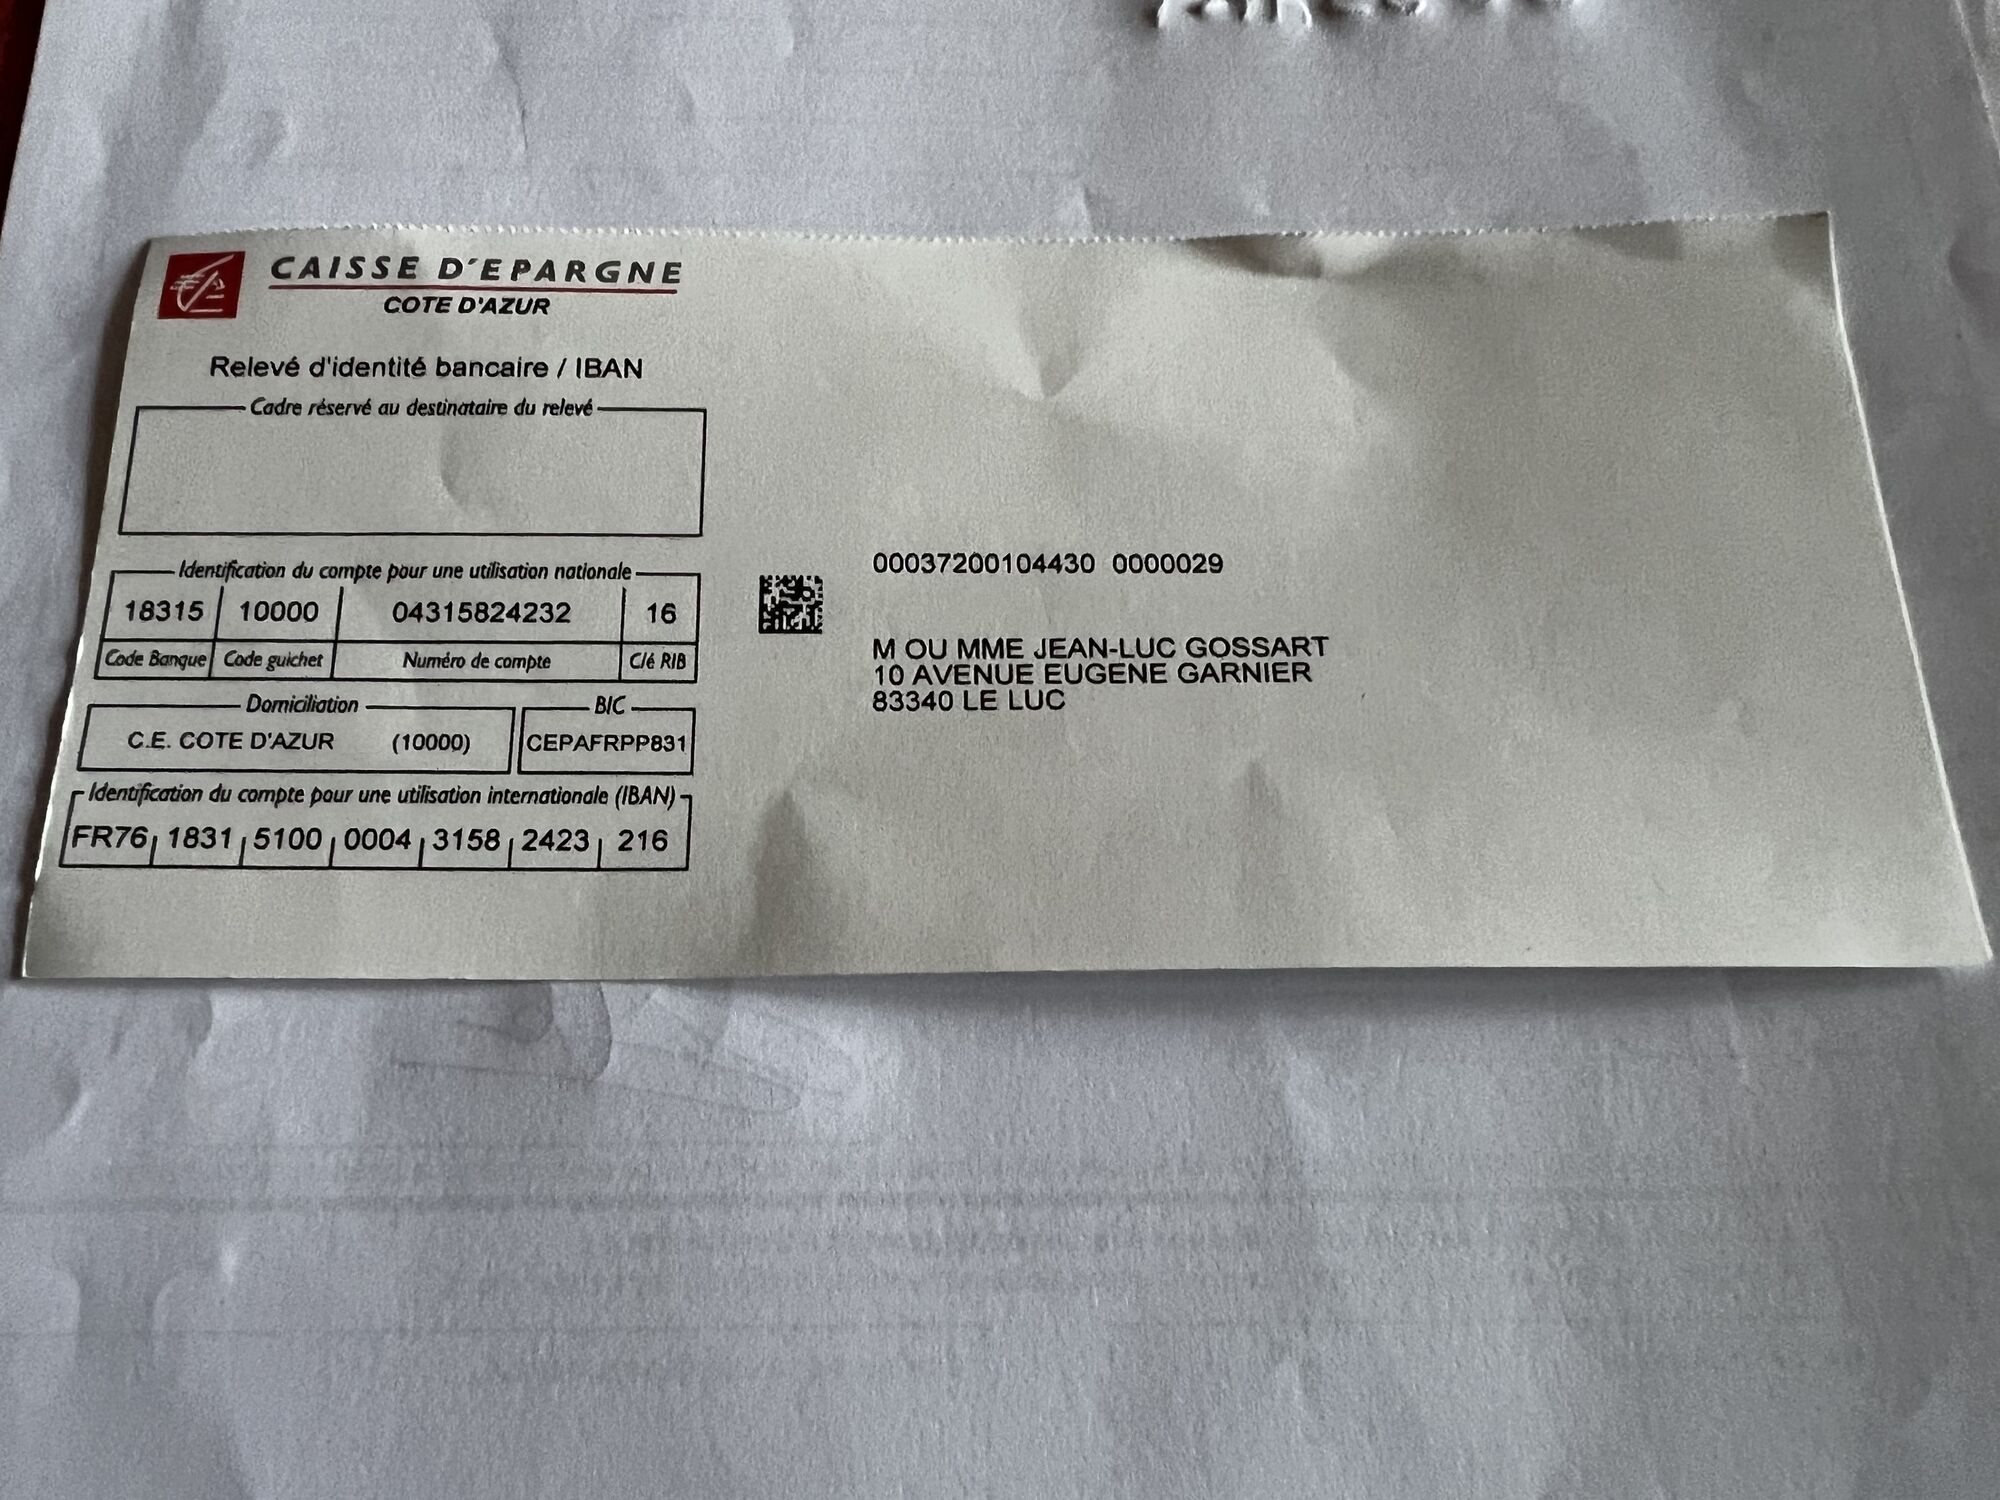 CAISSE D'EPARGNE
COTE D'AZUR
Relevé d'identité bancaire / IBAN
Cadre réservé au destinataire du relevé
Identification du compte pour une utilisation nationale
18315 10000 04315824232 16
Code Banque Code guichet Numéro de compte Clé RIB
Domiciliation BIC
C.E. COTE D'AZUR (10000) CEPAFRPP831
Identification du compte pour une utilisation internationale (IBAN)
FR76 1831 5100 0004 3158 2423 216
00037200104430 0000029
M OU MME JEAN-LUC GOSSART
10 AVENUE EUGENE GARNIER
83340 LE LUC